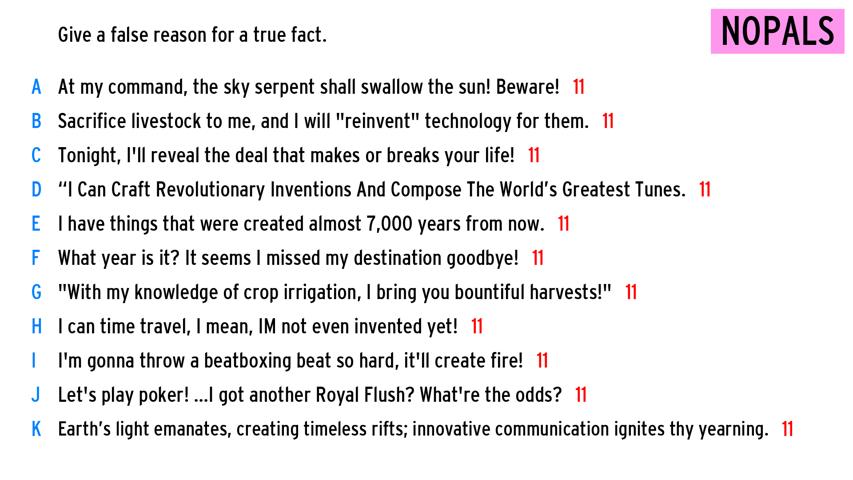 Give a false reason for a true fact.
NOPALS
A At my command, the sky serpent shall swallow the sun! Beware! 11
B Sacrifice livestock to me, and I will "reinvent" technology for them. 11
C Tonight, I'll reveal the deal that makes or breaks your life! 11
D “I Can Craft Revolutionary Inventions And Compose The World’s Greatest Tunes. 11
E I have things that were created almost 7,000 years from now. 11
F What year is it? It seems I missed my destination goodbye! 11
G "With my knowledge of crop irrigation, I bring you bountiful harvests!" 11
H I can time travel, I mean, IM not even invented yet! 11
I I'm gonna throw a beatboxing beat so hard, it'll create fire! 11
J Let's play poker! ...I got another Royal Flush? What're the odds? 11
K Earth’s light emanates, creating timeless rifts; innovative communication ignites thy yearning. 11